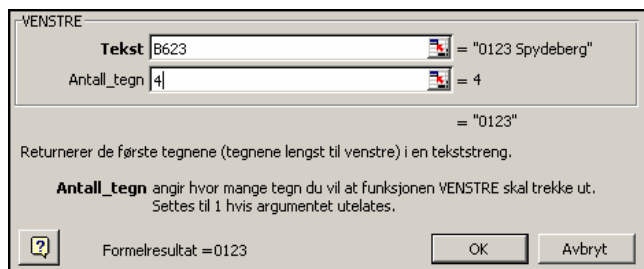 VENSTRE
Tekst B623 = "0123 Spydeberg"
Antall_tegn 4 = 4
= "0123"
Returnerer de første tegnene (tegnene lengst til venstre) i en tekststreng.
Antall_tegn angir hvor mange tegn du vil at funksjonen VENSTRE skal trekke ut.
Settes til 1 hvis argumentet utelates.
? Formelresultat =0123 OK Avbryt